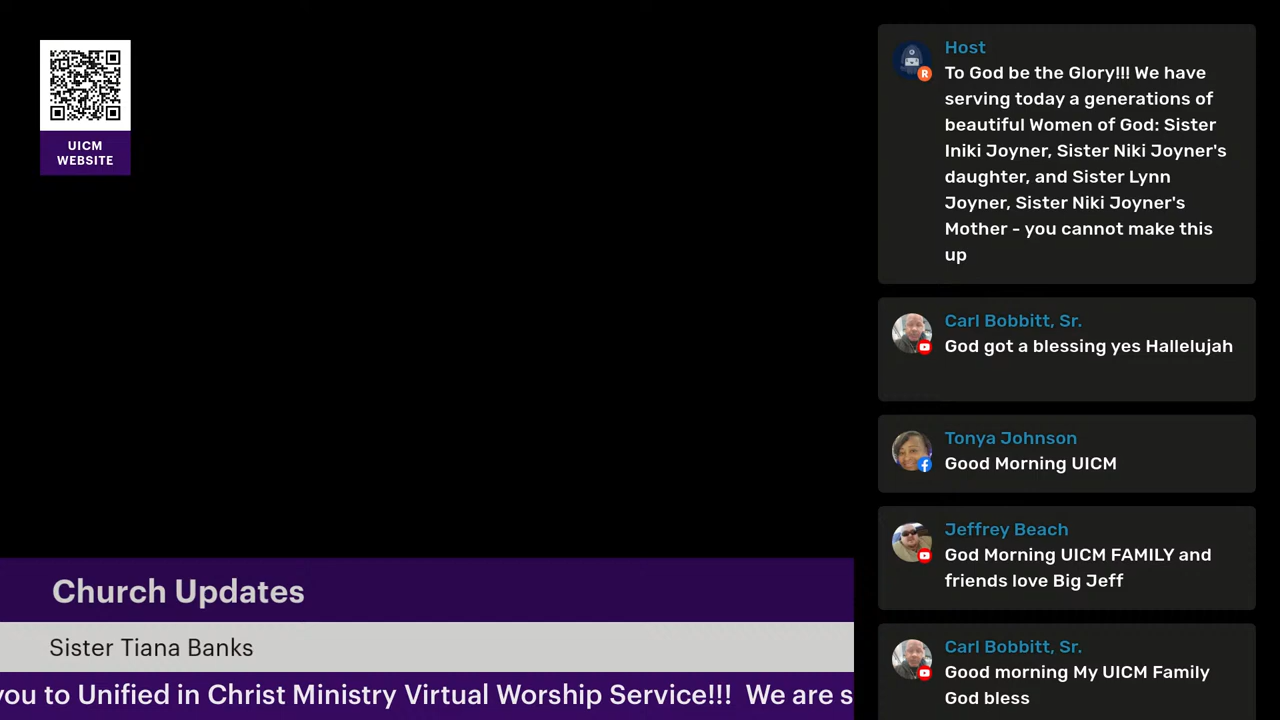 UICM
WEBSITE
Church Updates
Sister Tiana Banks
you to Unified in Christ Ministry Virtual Worship Service!!! We are s
Host
R
To God be the Glory!!! We have
serving today a generations of
beautiful Women of God: Sister
Iniki Joyner, Sister Niki Joyner's
daughter, and Sister Lynn
Joyner, Sister Niki Joyner's
Mother - you cannot make this
up
Carl Bobbitt, Sr.
God got a blessing yes Hallelujah
Tonya Johnson
Good Morning UICM
Jeffrey Beach
God Morning UICM FAMILY and
friends love Big Jeff
Carl Bobbitt, Sr.
Good morning My UICM Family
God bless